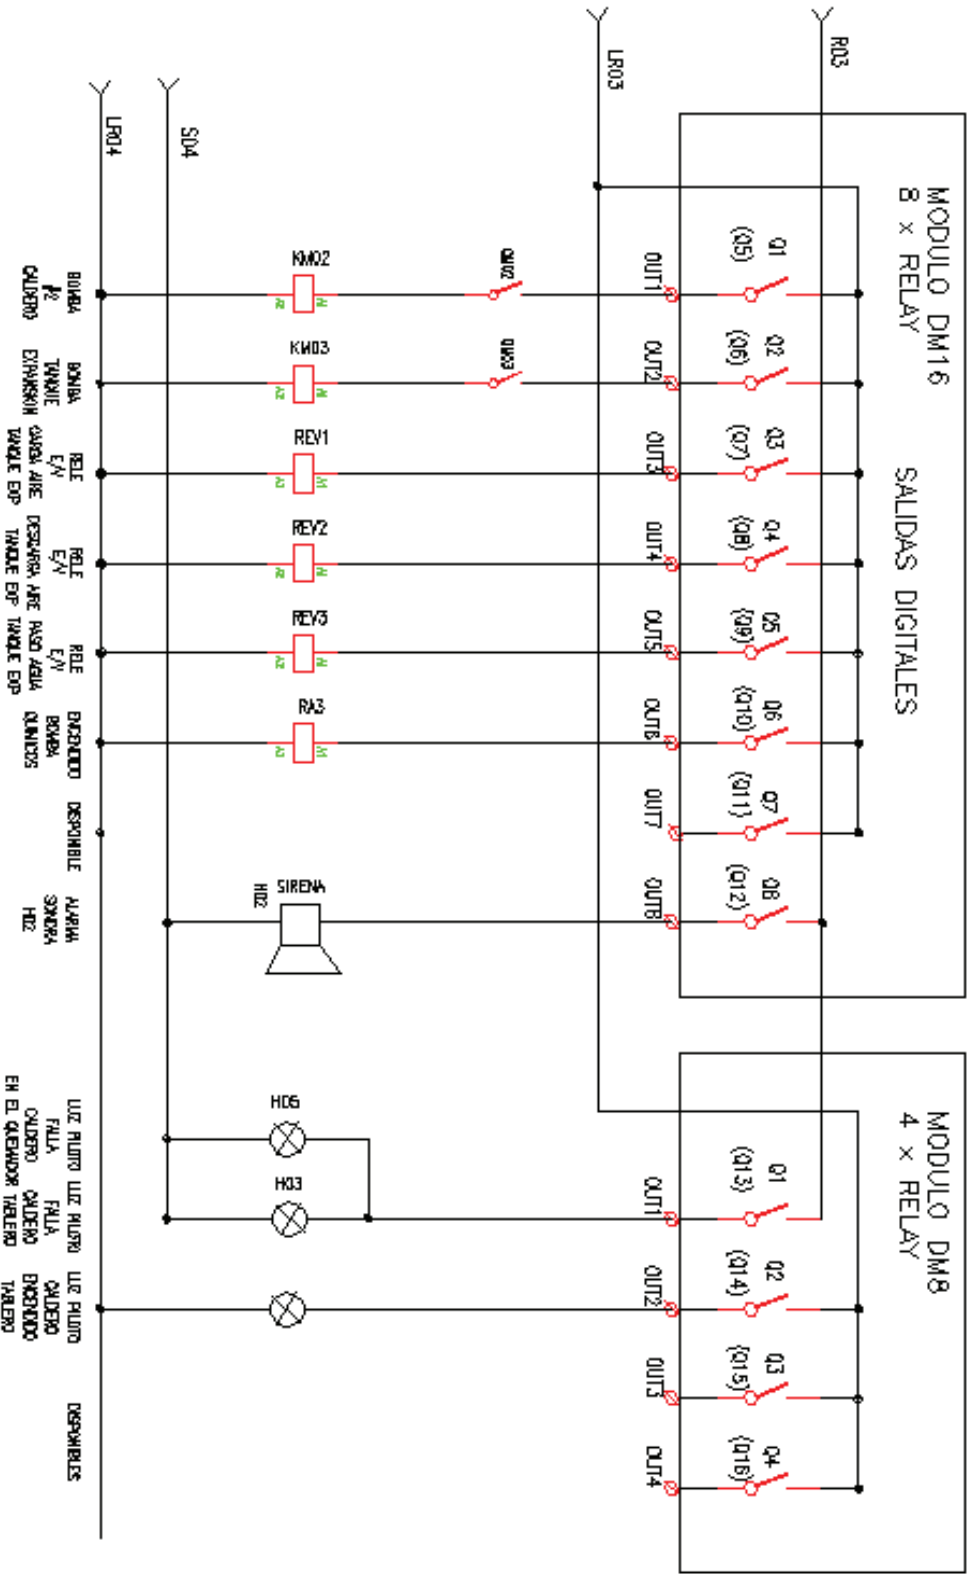 R03
LR03
S04
LR04
MODULO DM16
8 x RELAY
SALIDAS DIGITALES
Q1
(Q5)
Q2
(Q6)
Q3
(Q7)
Q4
(Q8)
Q5
(Q9)
Q6
(Q10)
Q7
(Q11)
Q8
(Q12)
OUT1
OUT2
OUT3
OUT4
OUT5
OUT6
OUT7
OUT8
KM02
KM03
REV1
REV2
REV3
RA3
SIRENA
H02
A1
A2
BOMBA
CALDERO
BOMBA
TANQUE
EXPANSION
RELE
E/V
CARGA AIRE
TANQUE EXP
RELE
E/V
DESCARGA AIRE
TANQUE EXP
RELE
E/V
PASO AGUA
TANQUE EXP
ENCENDIDO
BOMBA
QUIMICOS
DISPONIBLE
ALARMA
SONORA
H02
MODULO DM8
4 x RELAY
Q1
(Q13)
Q2
(Q14)
Q3
(Q15)
Q4
(Q16)
OUT1
OUT2
OUT3
OUT4
H05
H03
LUZ PILOTO
FALLA
CALDERO
EN EL QUEMADOR
LUZ PILOTO
FALLA
CALDERO
TABLERO
LUZ PILOTO
CALDERO
ENCENDIDO
TABLERO
DISPONIBLES